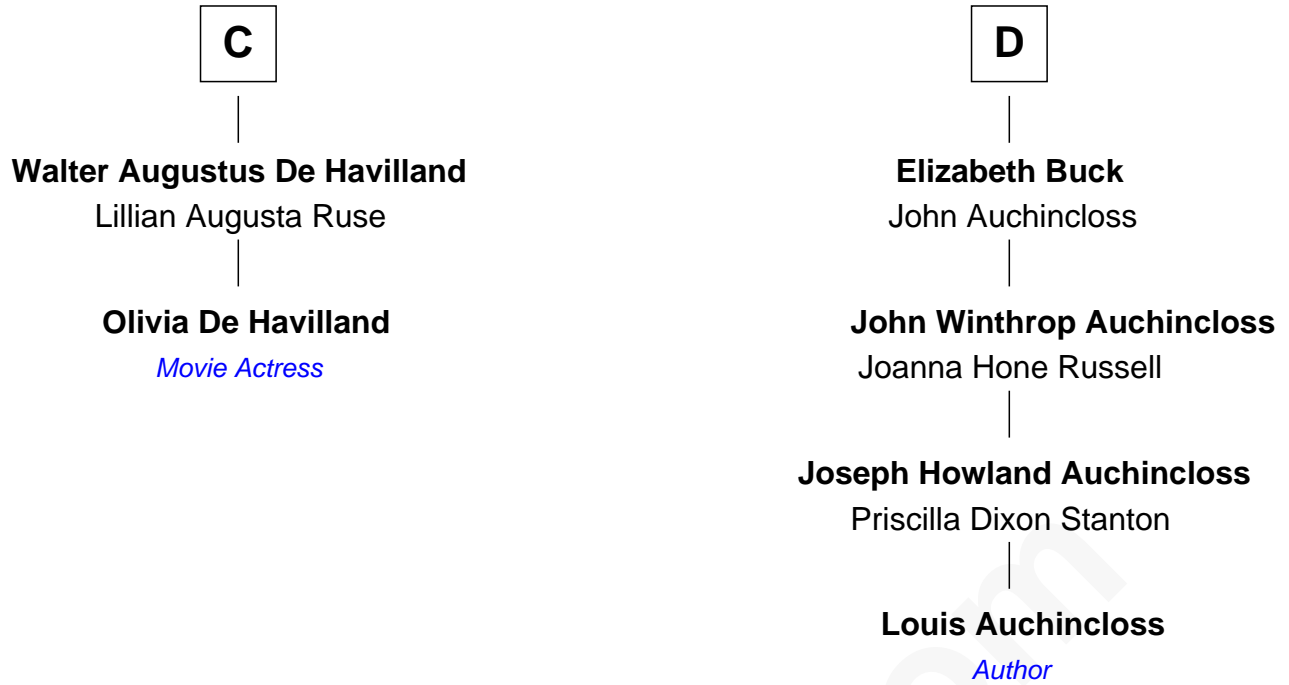 C
Walter Augustus De Havilland
Lillian Augusta Ruse
Olivia De Havilland
Movie Actress
D
Elizabeth Buck
John Auchincloss
John Winthrop Auchincloss
Joanna Hone Russell
Joseph Howland Auchincloss
Priscilla Dixon Stanton
Louis Auchincloss
Author